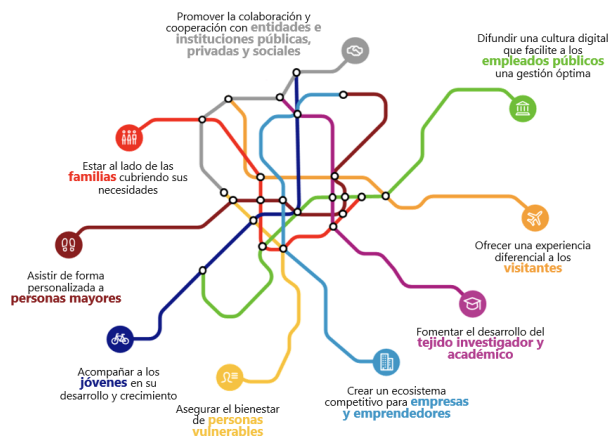 Promover la colaboración y
cooperación con entidades e
instituciones públicas,
privadas y sociales
Difundir una cultura digital
que facilite a los
empleados públicos
una gestión óptima
Estar al lado de las
familias cubriendo sus
necesidades
Ofrecer una experiencia
diferencial a los
visitantes
Asistir de forma
personalizada a
personas mayores
Fomentar el desarrollo del
tejido investigador y
académico
Acompañar a los
jóvenes en su
desarrollo y crecimiento
Crear un ecosistema
competitivo para empresas
y emprendedores
Asegurar el bienestar
de personas
vulnerables